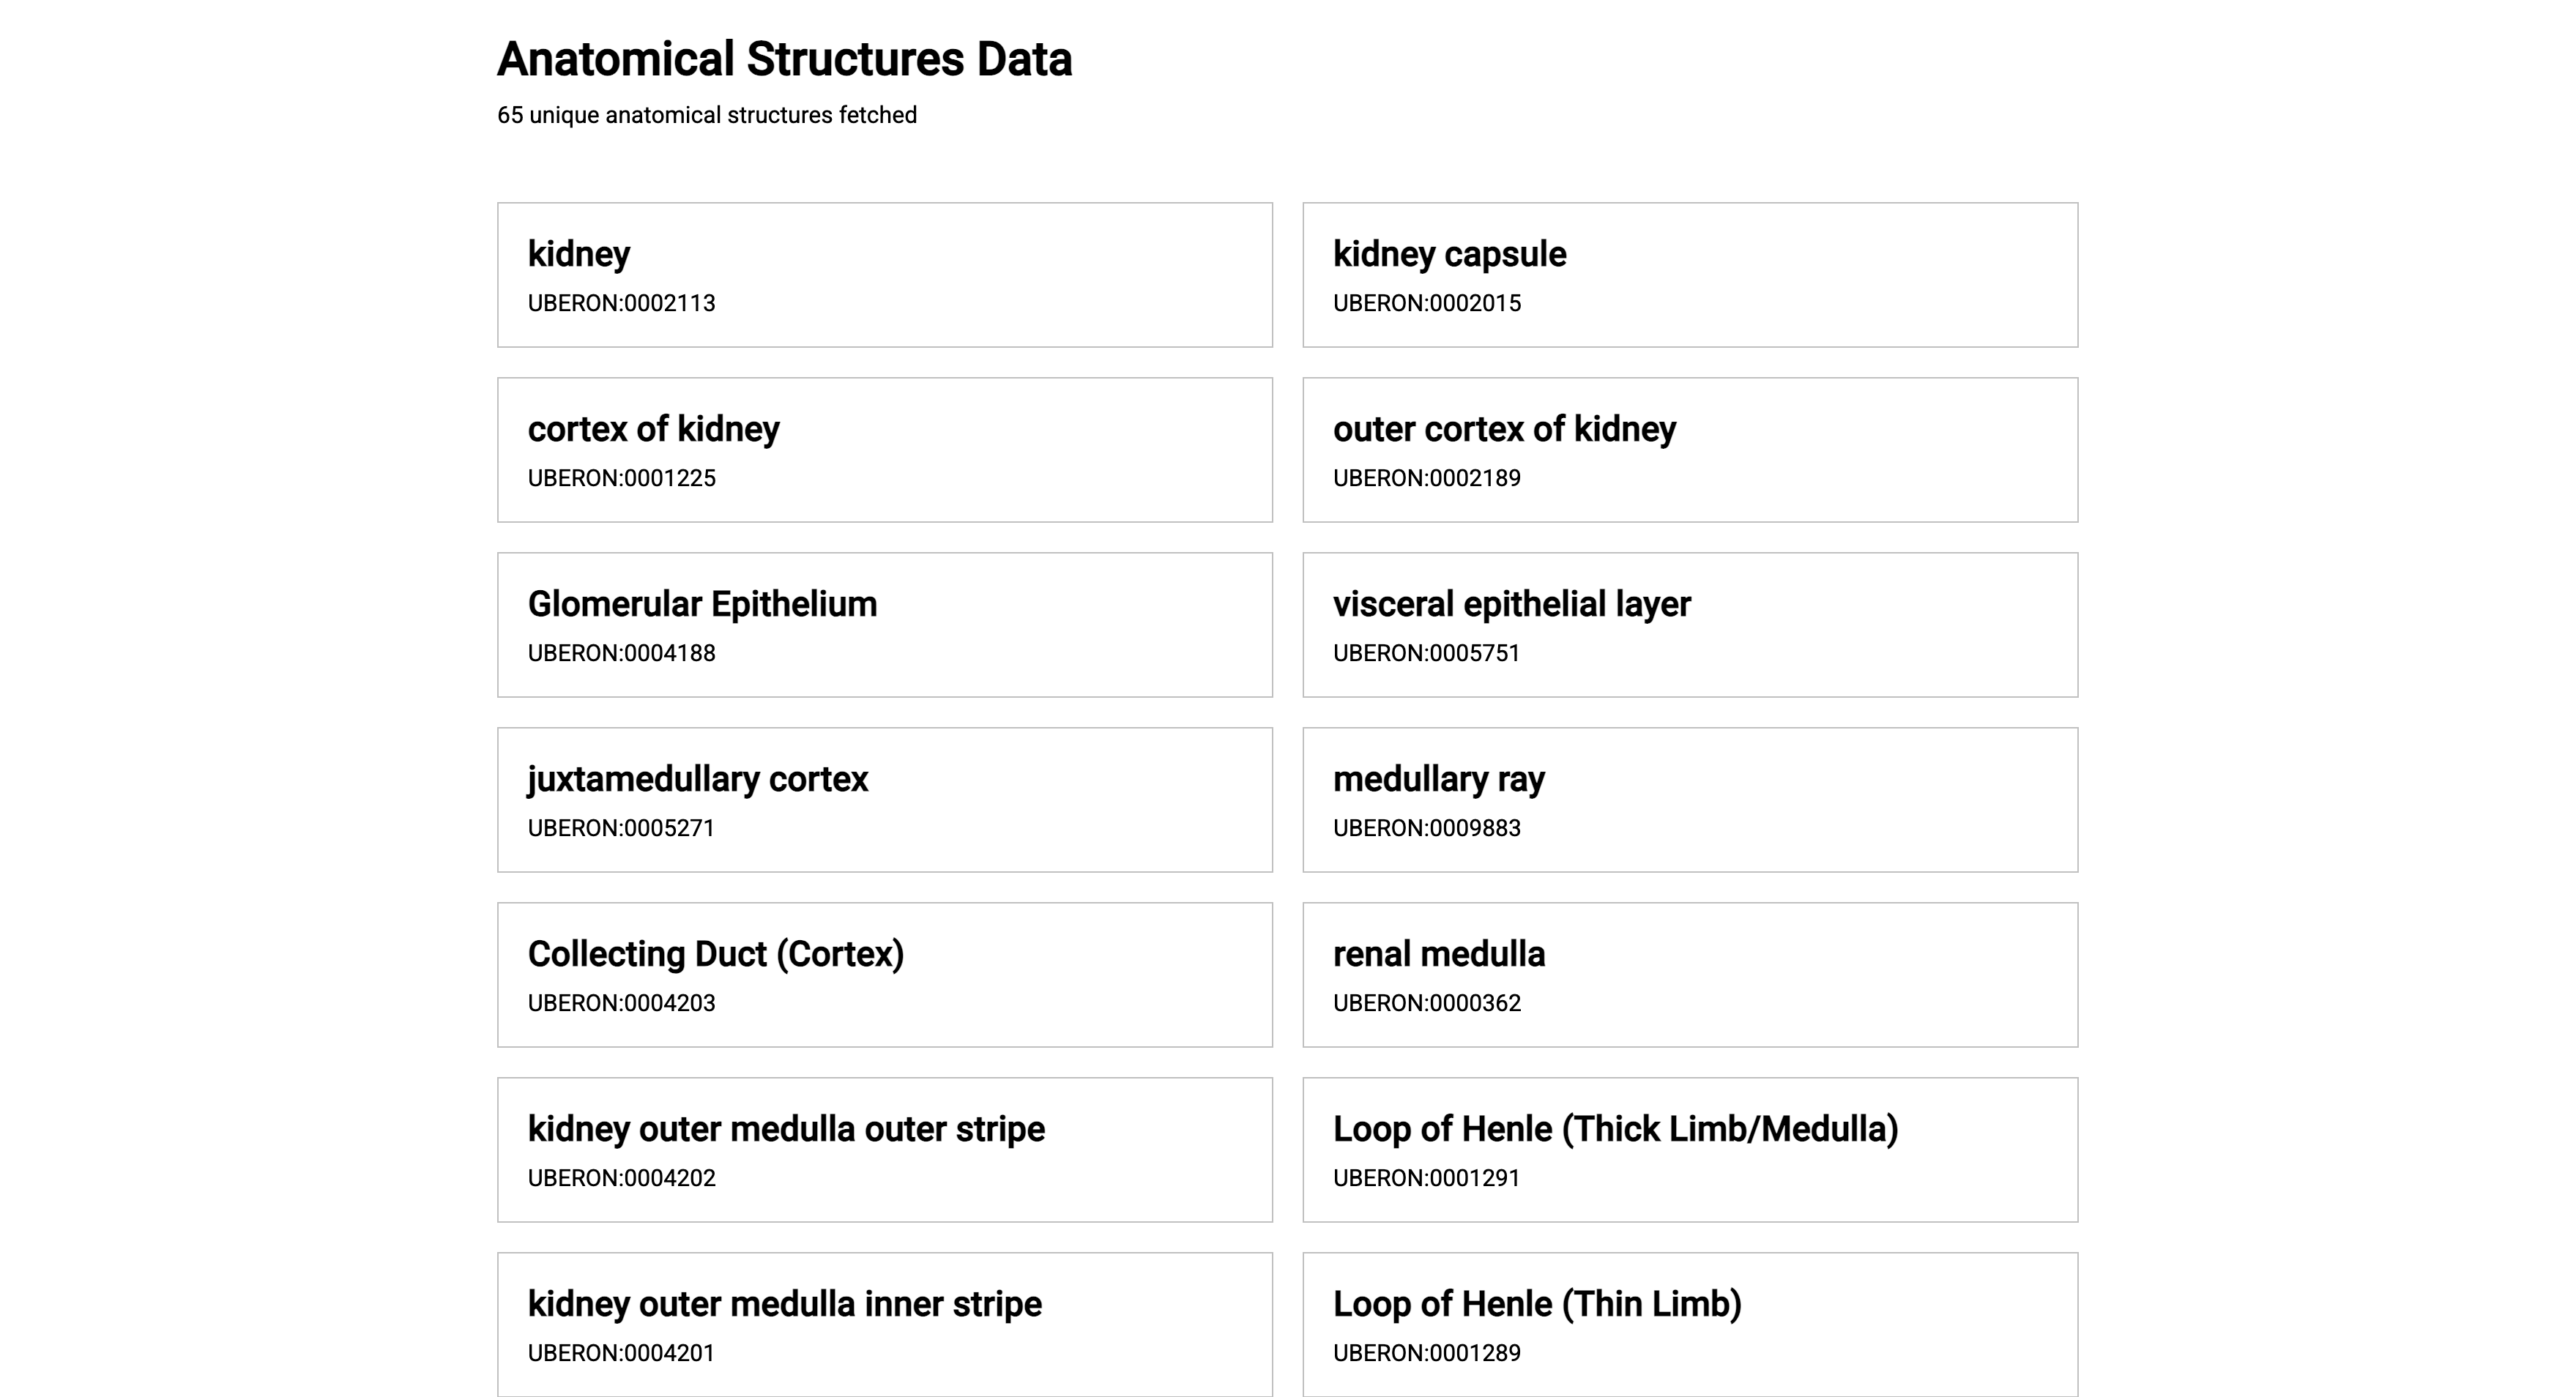 Anatomical Structures Data
65 unique anatomical structures fetched
kidney
UBERON:0002113
kidney capsule
UBERON:0002015
cortex of kidney
UBERON:0001225
outer cortex of kidney
UBERON:0002189
Glomerular Epithelium
UBERON:0004188
visceral epithelial layer
UBERON:0005751
juxtamedullary cortex
UBERON:0005271
medullary ray
UBERON:0009883
Collecting Duct (Cortex)
UBERON:0004203
renal medulla
UBERON:0000362
kidney outer medulla outer stripe
UBERON:0004202
Loop of Henle (Thick Limb/Medulla)
UBERON:0001291
kidney outer medulla inner stripe
UBERON:0004201
Loop of Henle (Thin Limb)
UBERON:0001289